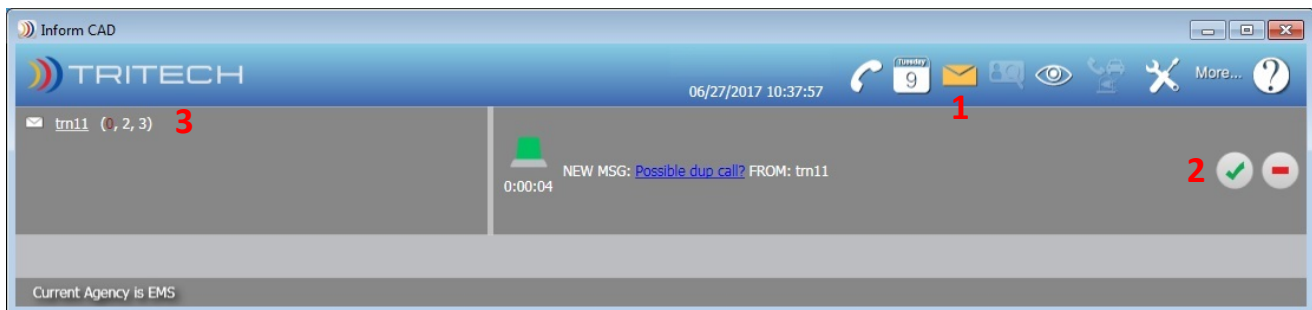 Inform CAD
TRITECH
06/27/2017 10:37:57
Tuesday
9
More...
?
1
trn11 (0, 2, 3)
3
NEW MSG: Possible dup call? FROM: trn11
0:00:04
2
Current Agency is EMS